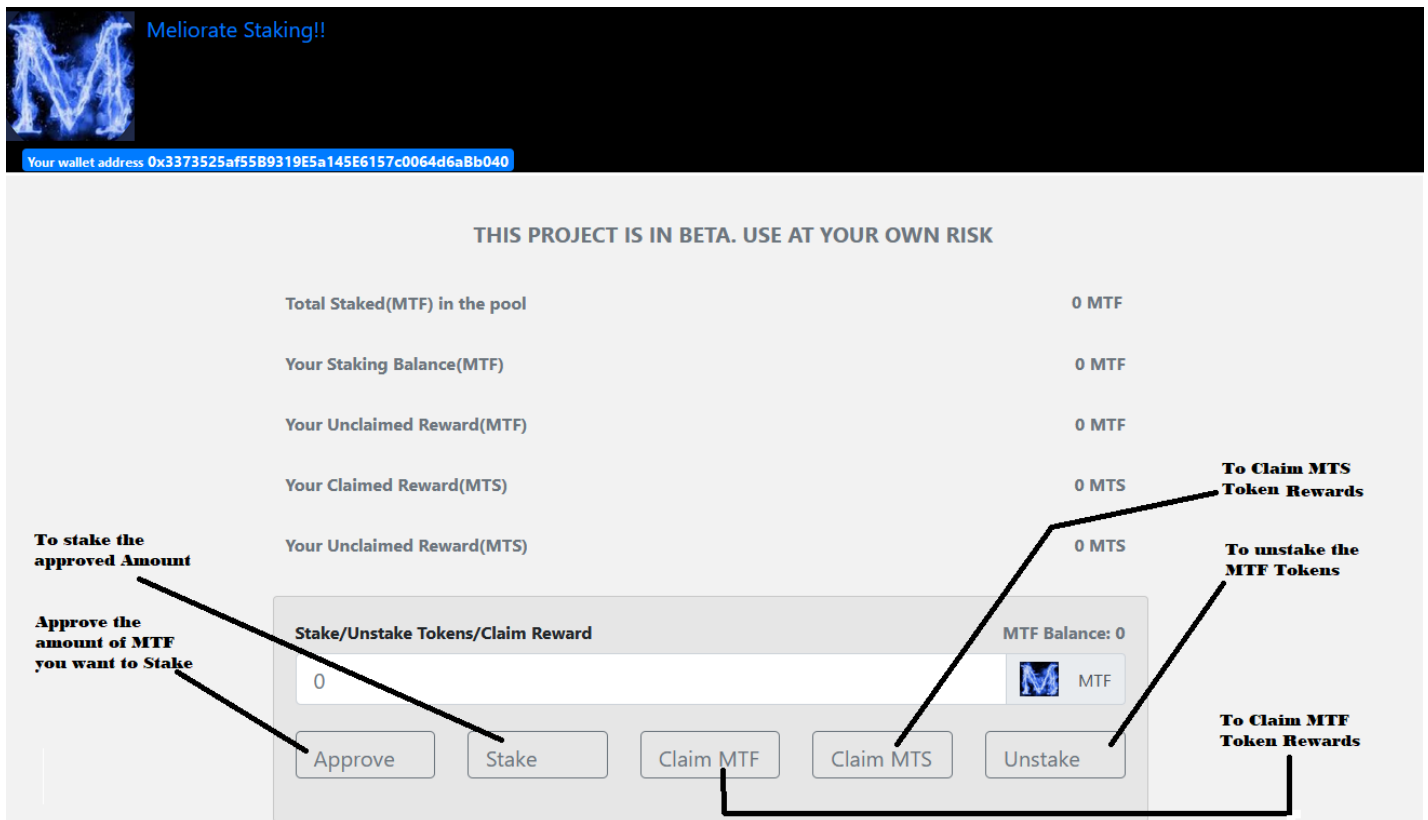 Meliorate Staking!!
Your wallet address 0x3373525af55B9319E5a145E6157c0064d6aBb040
THIS PROJECT IS IN BETA. USE AT YOUR OWN RISK
Total Staked(MTF) in the pool 0 MTF
Your Staking Balance(MTF) 0 MTF
Your Unclaimed Reward(MTF) 0 MTF
Your Claimed Reward(MTS) 0 MTS
Your Unclaimed Reward(MTS) 0 MTS
To Claim MTS
Token Rewards
To stake the
approved Amount
To unstake the
MTF Tokens
Approve the
amount of MTF
you want to Stake
Stake/Unstake Tokens/Claim Reward MTF Balance: 0
0 M MTF
To Claim MTF
Token Rewards
Approve Stake Claim MTF Claim MTS Unstake